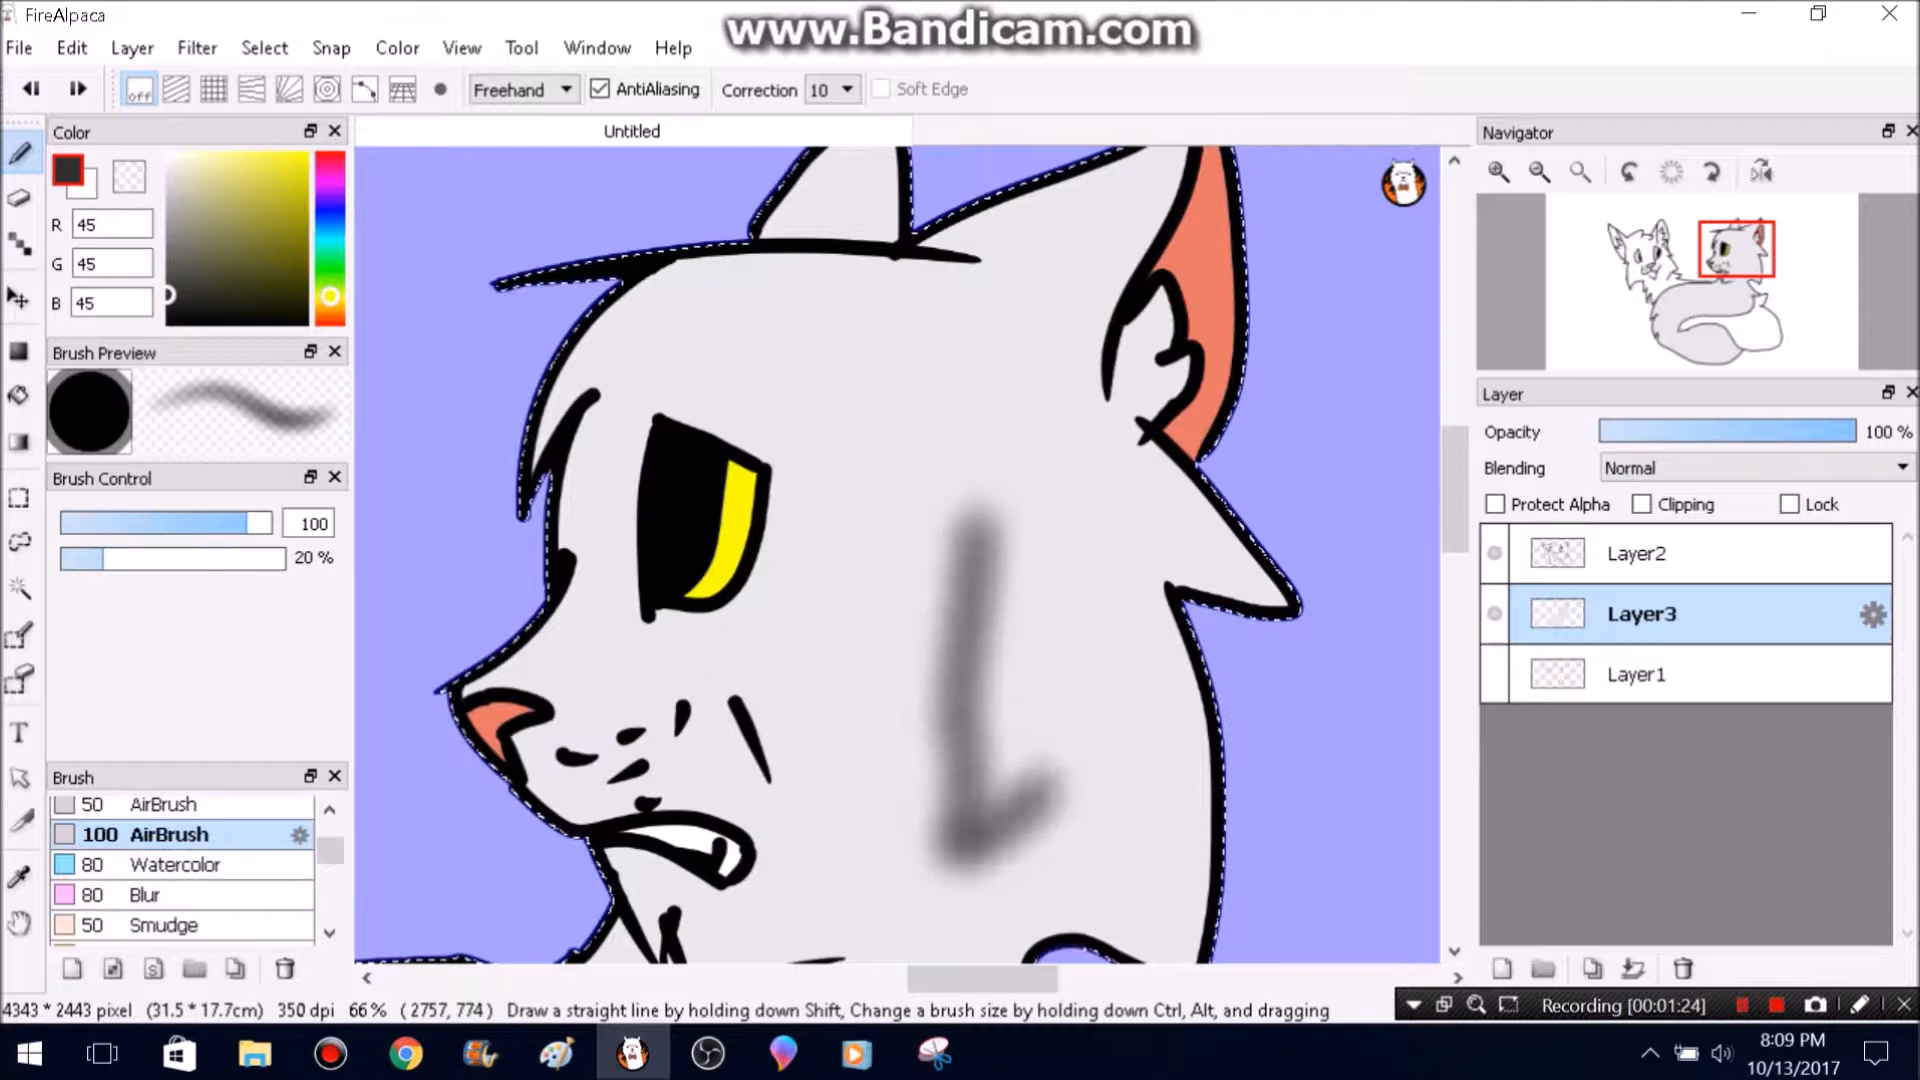 FireAlpaca
www.Bandicam.com
File Edit Layer Filter Select Snap Color View Tool Window Help
off Freehand AntiAliasing Correction 10 Soft Edge
Color
R 45
G 45
B 45
Brush Preview
Brush Control
100
20 %
Brush
50 AirBrush
100 AirBrush
80 Watercolor
80 Blur
50 Smudge
Untitled
Navigator
Layer
Opacity 100 %
Blending Normal
Protect Alpha Clipping Lock
Layer2
Layer3
Layer1
4343 * 2443 pixel (31.5 * 17.7cm) 350 dpi 66 % ( 2757, 774 ) Draw a straight line by holding down Shift, Change a brush size by holding down Ctrl, Alt, and dragging
Recording [00:01:24]
8:09 PM
10/13/2017